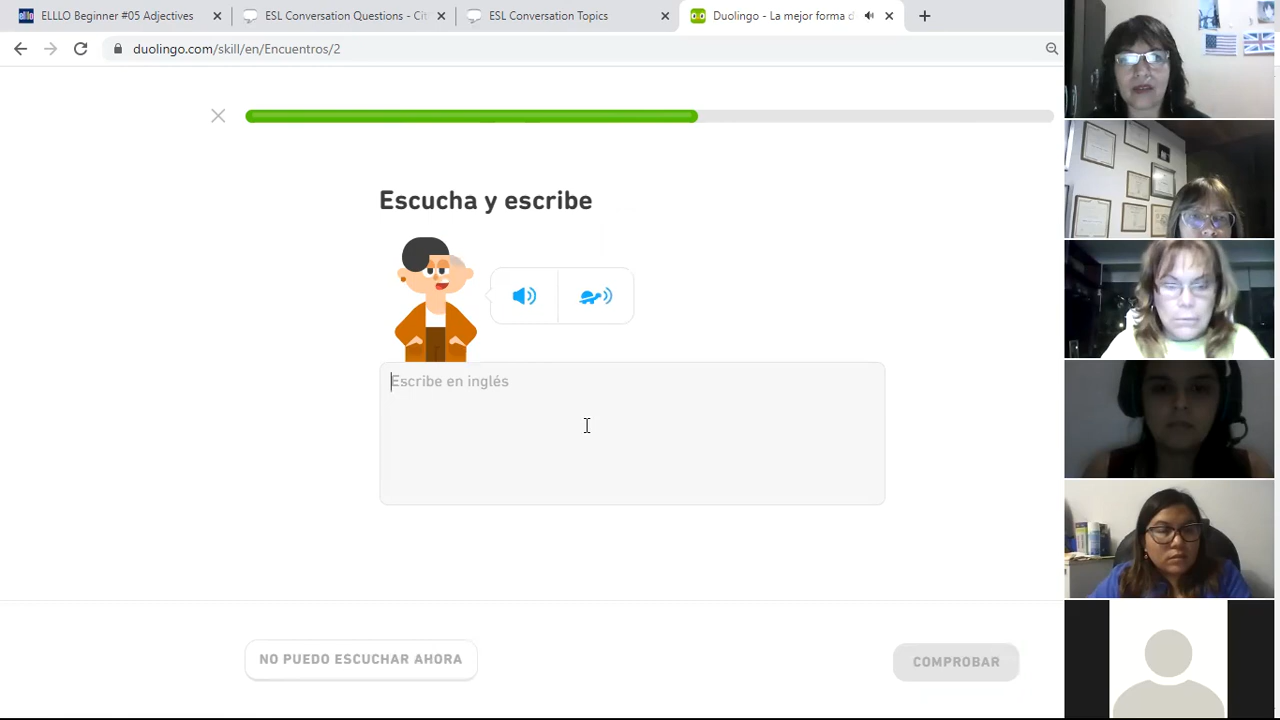 ELLLO Beginner #05 Adjectives
ESL Conversation Questions - Cit
ESL Conversation Topics
Duolingo - La mejor forma d
duolingo.com/skill/en/Encuentros/2
Escucha y escribe
Escribe en inglés
NO PUEDO ESCUCHAR AHORA
COMPROBAR